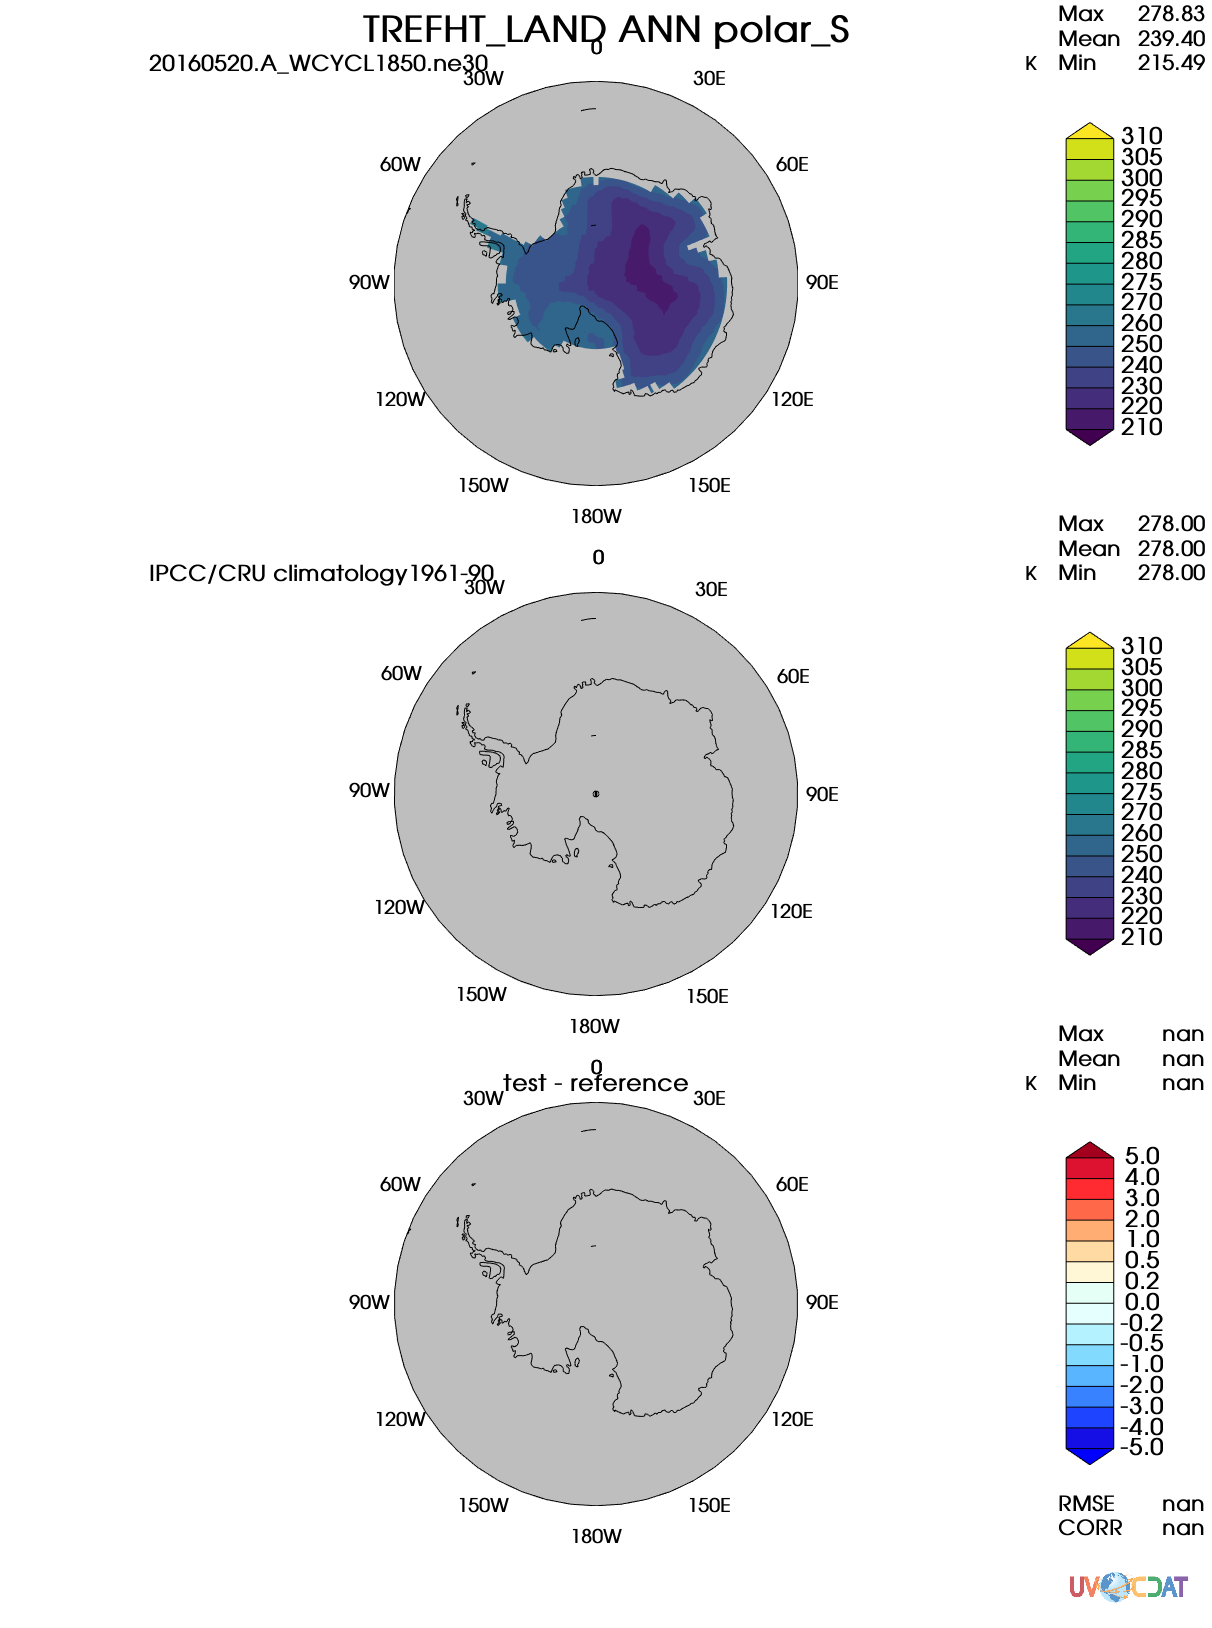 TREFHT_LAND ANN polar_S
20160520.A_WCYCL1850.ne30
K
Max 278.83
Mean 239.40
Min 215.49
0
30W
30E
60W
60E
90W
90E
120W
120E
150W
150E
180W
310
305
300
295
290
285
280
275
270
260
250
240
230
220
210
IPCC/CRU climatology1961-90
K
Max 278.00
Mean 278.00
Min 278.00
0
30W
30E
60W
60E
90W
90E
120W
120E
150W
150E
180W
310
305
300
295
290
285
280
275
270
260
250
240
230
220
210
test - reference
K
Max nan
Mean nan
Min nan
0
30W
30E
60W
60E
90W
90E
120W
120E
150W
150E
180W
5.0
4.0
3.0
2.0
1.0
0.5
0.2
0.0
-0.2
-0.5
-1.0
-2.0
-3.0
-4.0
-5.0
RMSE nan
CORR nan
UV CDAT